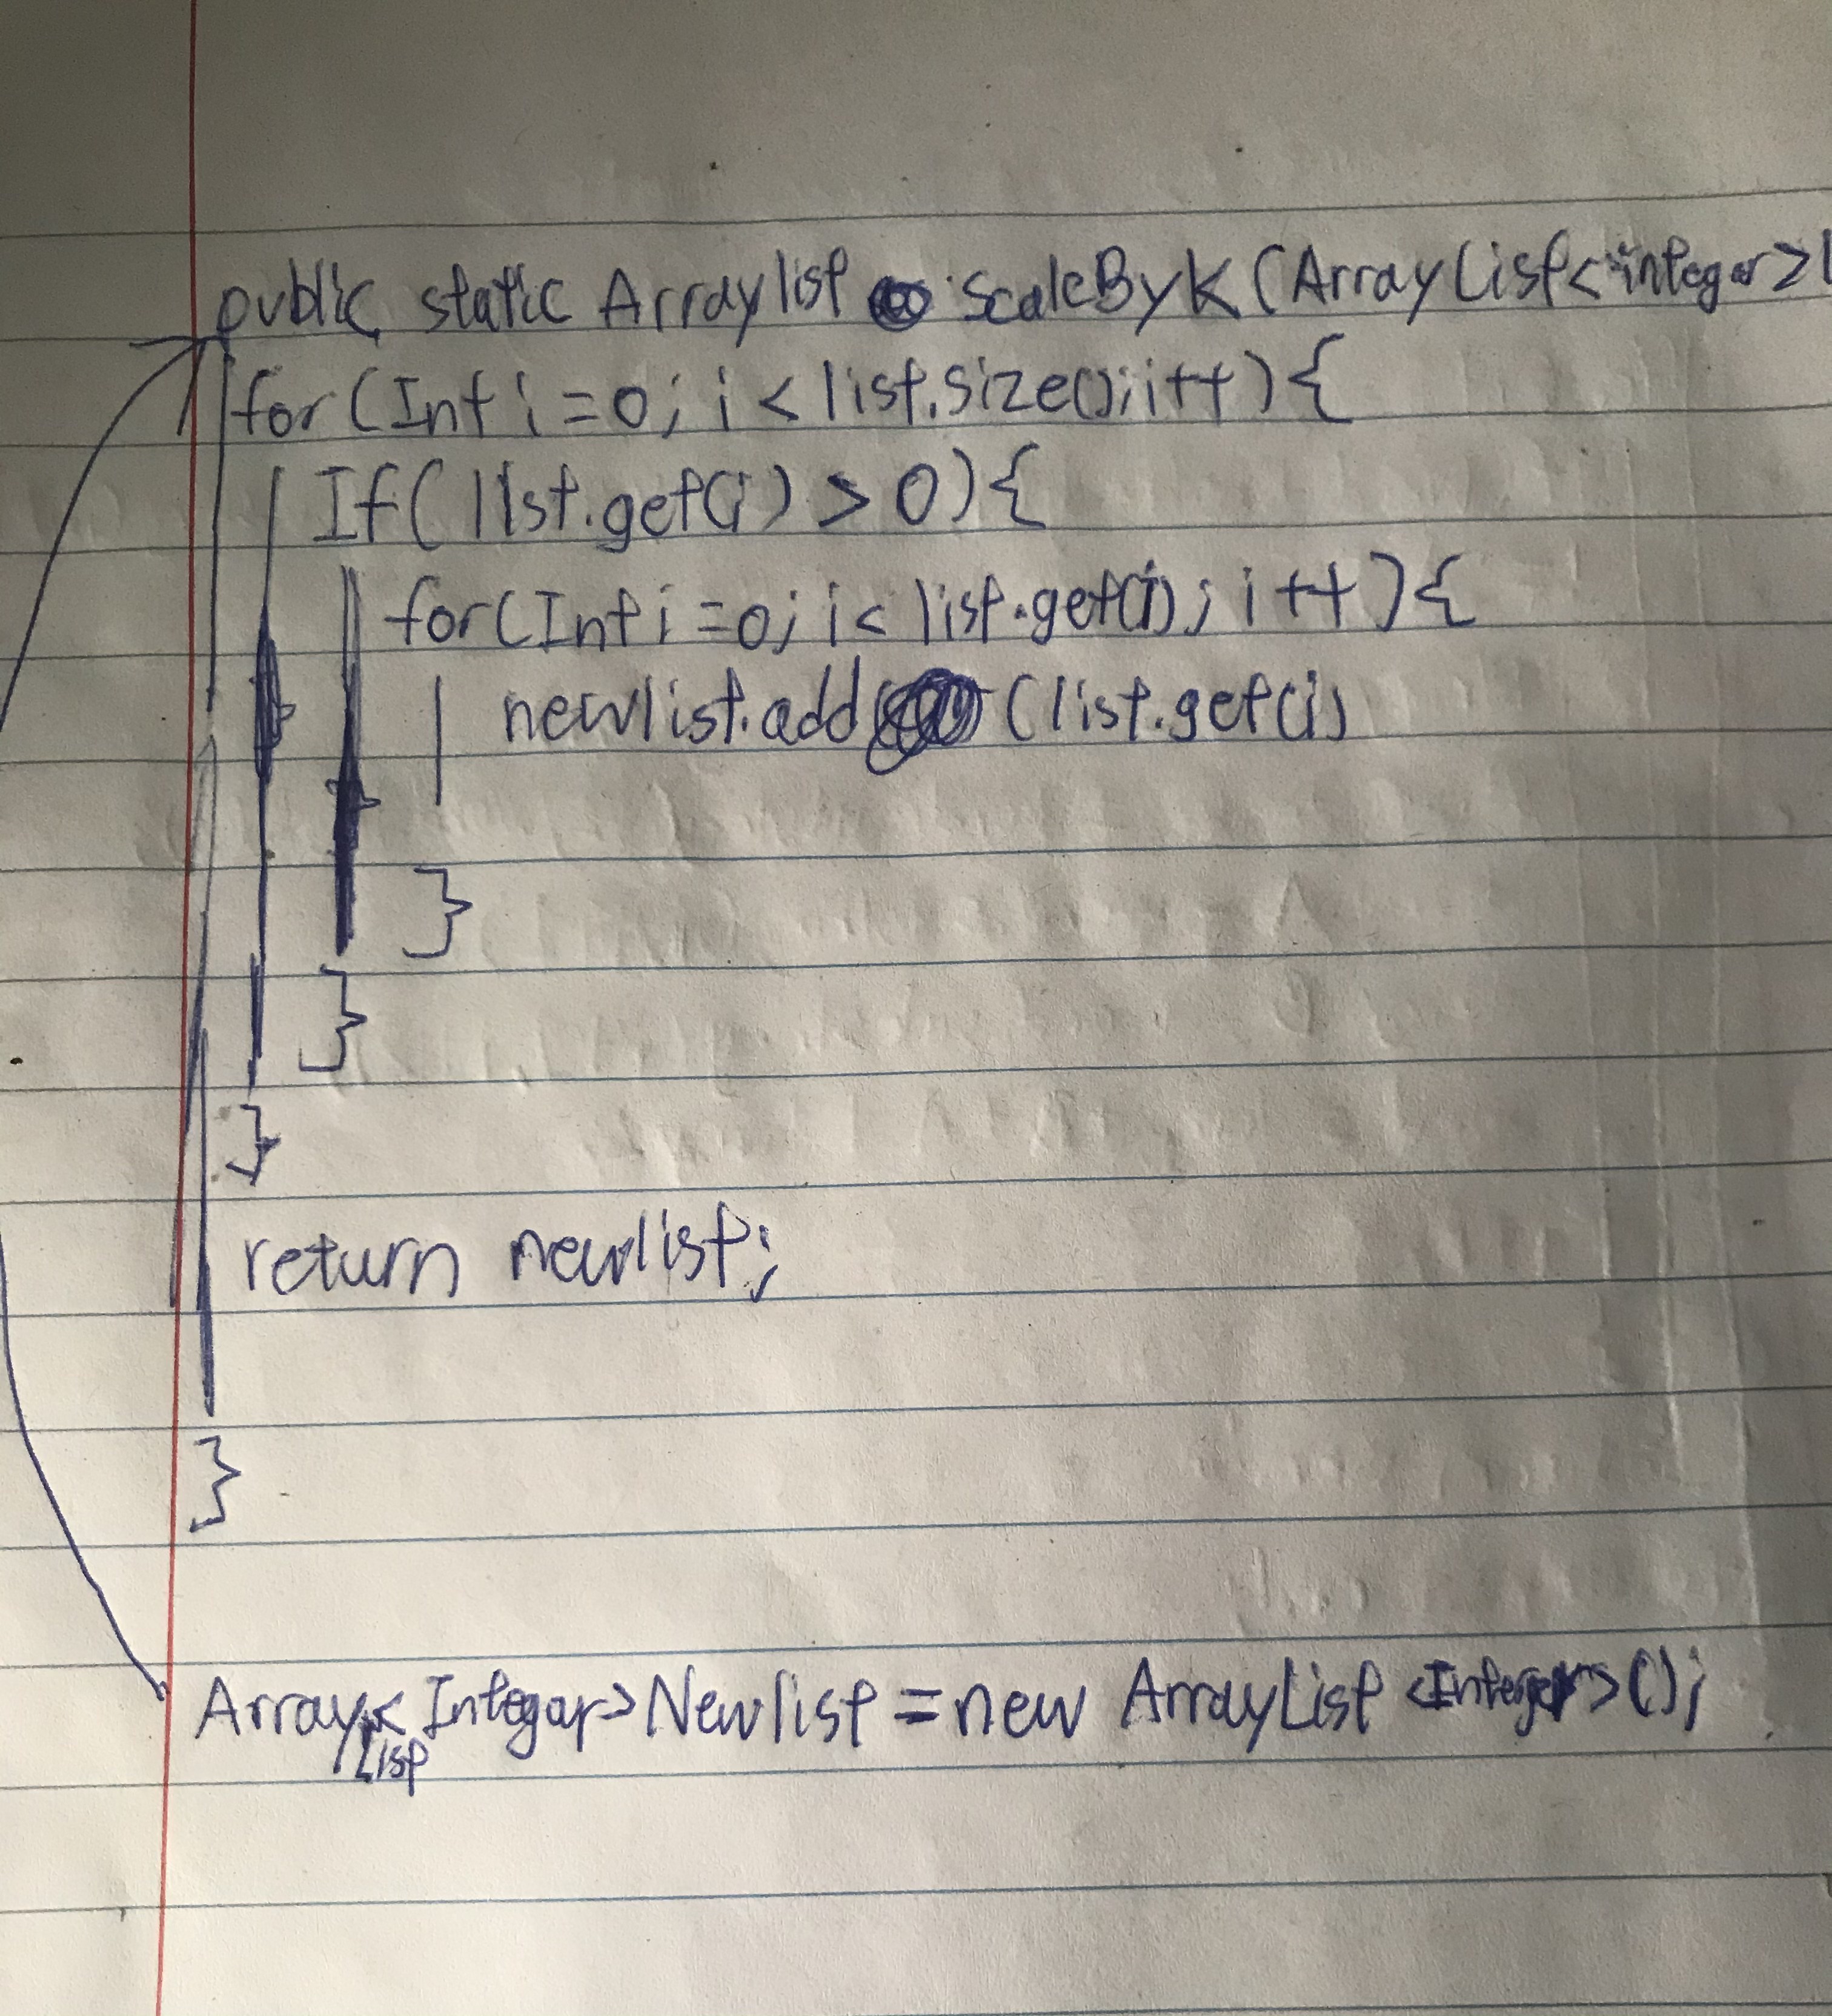 public static Arraylist ScaleByK(ArrayList<integer>l
for(Int i=0; i<list.size();i++){
If(list.get(i) > 0){
for(Int i=0; i< list.get(i); i++){
newlist.add(list.get(i)
}
}
}
return newlist;
}
ArrayList<Integer>Newlist=new ArrayList<Integer>();